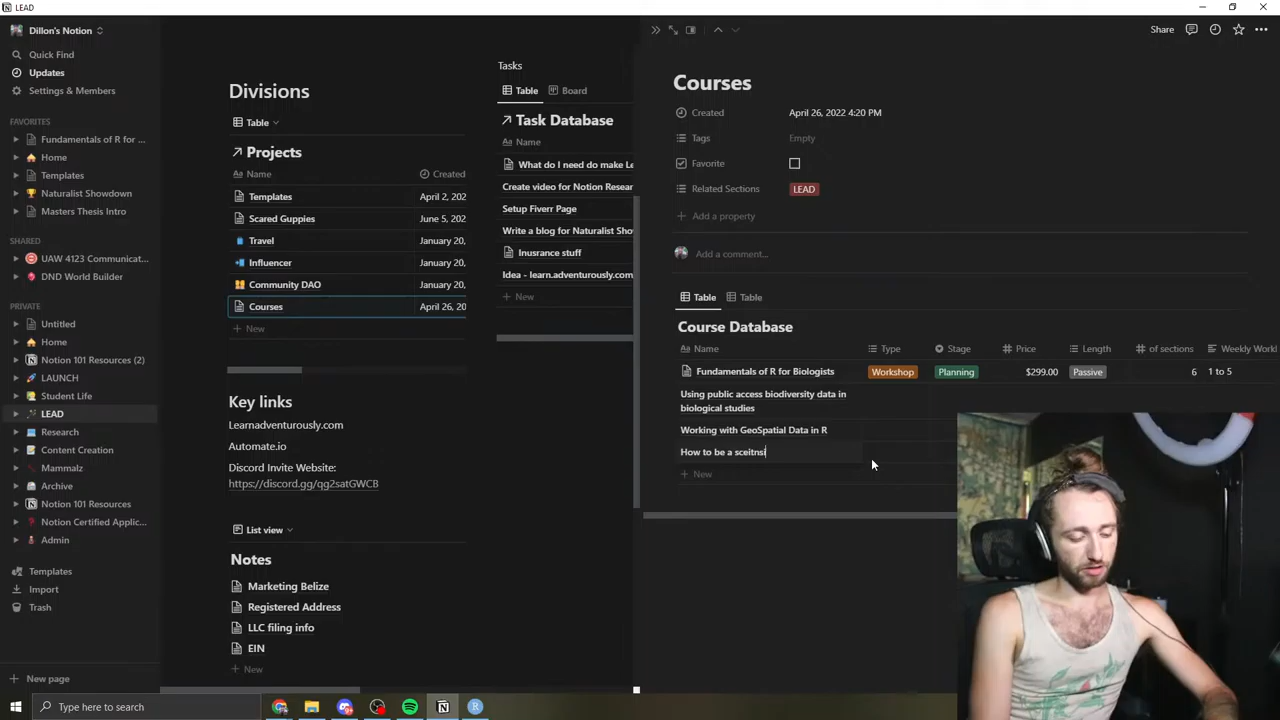 LEAD
Dillon's Notion
Quick Find
Updates
Settings & Members
FAVORITES
Fundamentals of R for ...
Home
Templates
Naturalist Showdown
Masters Thesis Intro
SHARED
UAW 4123 Communicat...
DND World Builder
PRIVATE
Untitled
Home
Notion 101 Resources (2)
LAUNCH
Student Life
LEAD
Research
Content Creation
Mammalz
Archive
Notion 101 Resources
Notion Certified Applic...
Admin
Templates
Import
Trash
New page
Divisions
Table
Projects
Name Created
Templates April 2, 202
Scared Guppies June 5, 202
Travel January 20,
Influencer January 20,
Community DAO January 20,
Courses April 26, 20
New
Key links
Learnadventurously.com
Automate.io
Discord Invite Website:
https://discord.gg/qg2satGWCB
List view
Notes
Marketing Belize
Registered Address
LLC filing info
EIN
New
Tasks
Table Board
Task Database
Name
What do I need do make Le
Create video for Notion Resear
Setup Fiverr Page
Write a blog for Naturalist Sho
Inusrance stuff
Idea - learn.adventurously.com
New
Share
Courses
Created April 26, 2022 4:20 PM
Tags Empty
Favorite
Related Sections LEAD
Add a property
Add a comment...
Table Table
Course Database
Name Type Stage Price Length # of sections Weekly Workl
Fundamentals of R for Biologists Workshop Planning $299.00 Passive 6 1 to 5
Using public access biodiversity data in
biological studies
Working with GeoSpatial Data in R
How to be a sceitnsi
New
Type here to search